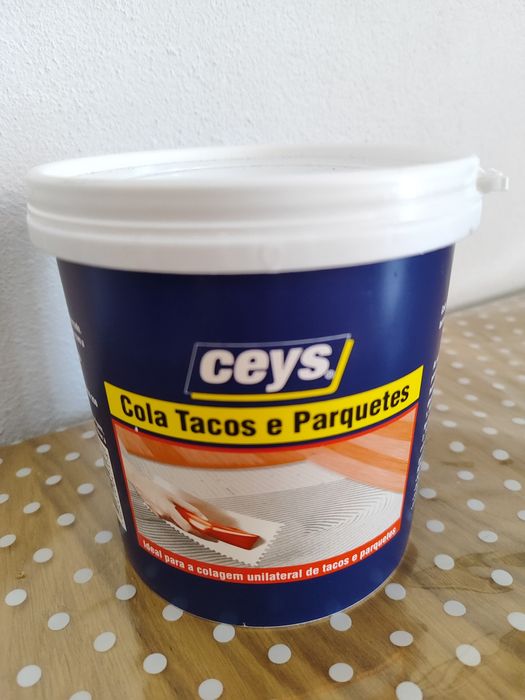 ceys®
Cola Tacos e Parquetes
Ideal para a colagem unilateral de tacos e parquetes.